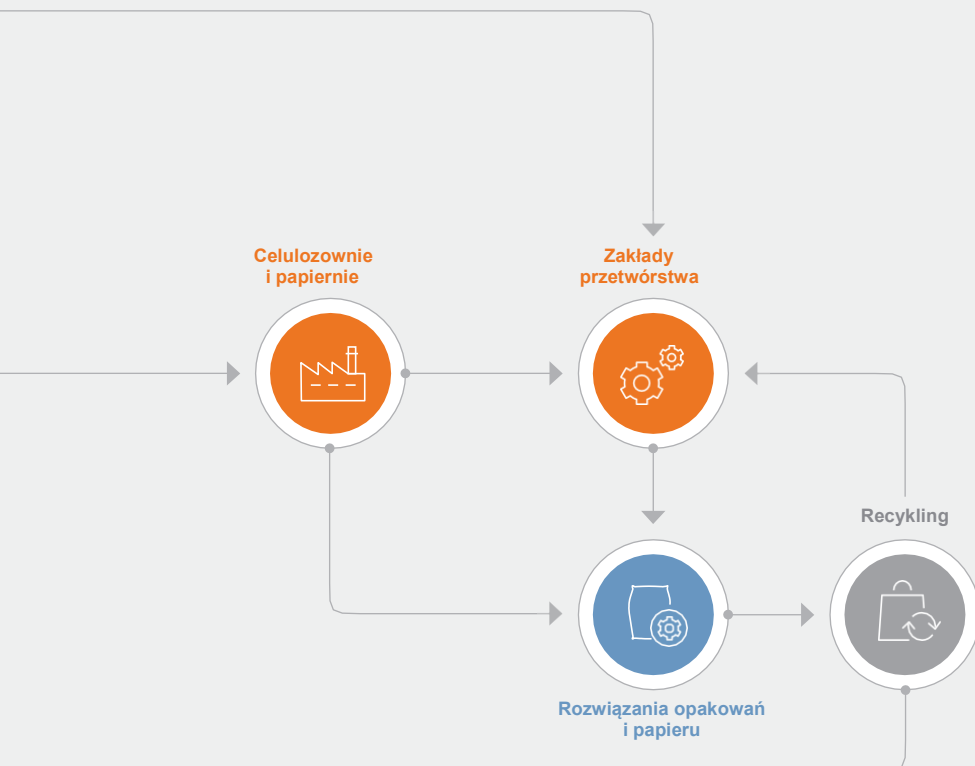 Celulozownie
i papiernie
Zakłady
przetwórstwa
Recykling
Rozwiązania opakowań
i papieru